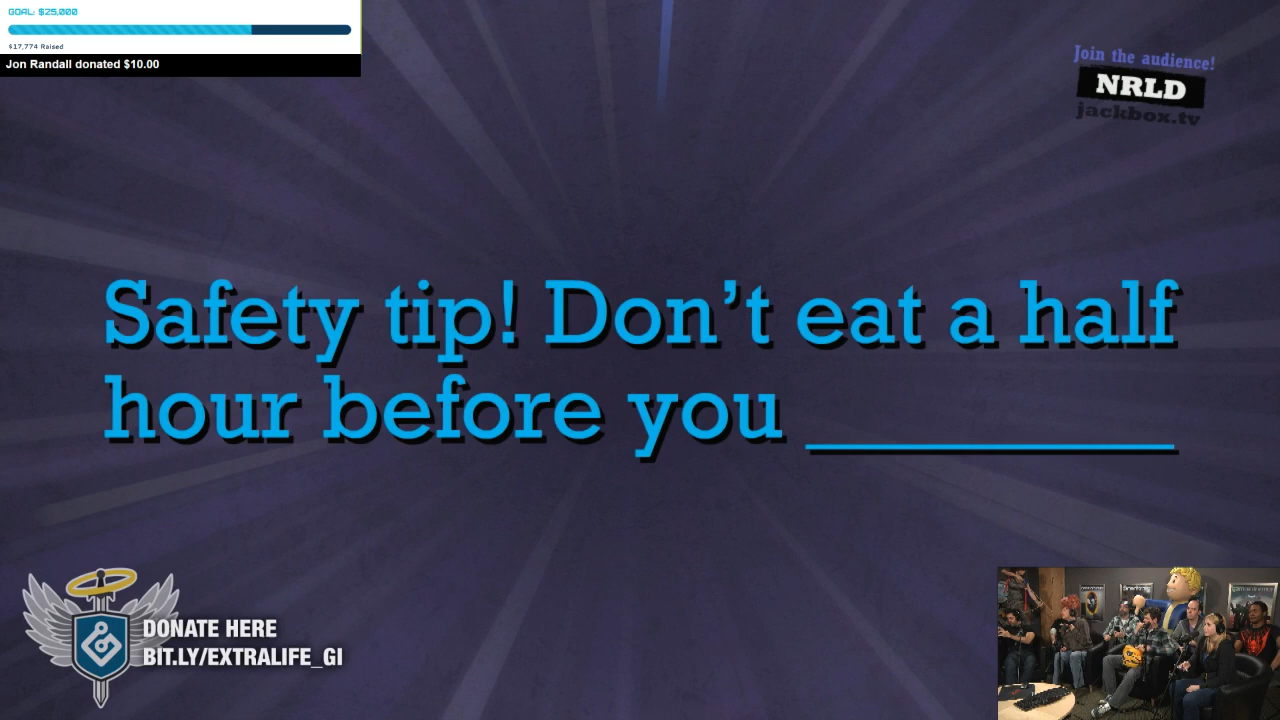 GOAL: $25,000
$17,774 Raised
Jon Randall donated $10.00
Join the audience!
NRLD
jackbox.tv
Safety tip! Don't eat a half
hour before you
DONATE HERE
BIT.LY/EXTRALIFE_GI